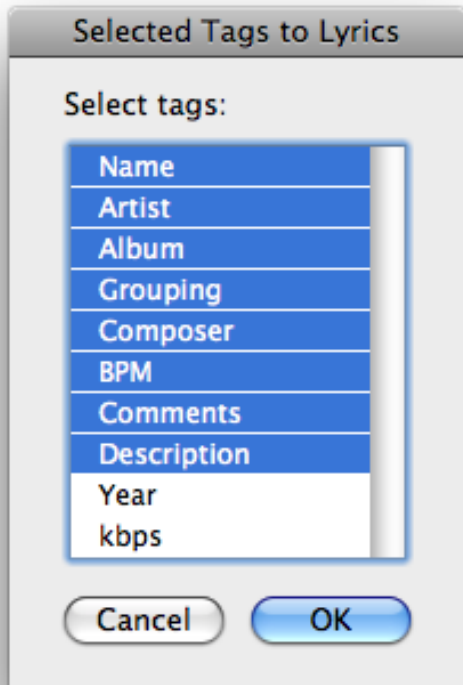 Selected Tags to Lyrics
Select tags:
Name
Artist
Album
Grouping
Composer
BPM
Comments
Description
Year
kbps
Cancel OK